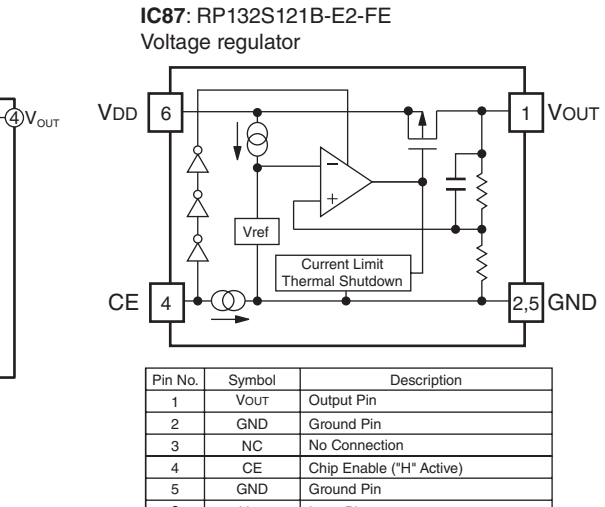 IC87: RP132S121B-E2-FE
Voltage regulator
4 VOUT
VDD 6
1 VOUT
−
+
Vref
Current Limit
Thermal Shutdown
CE 4
2,5 GND
Pin No. Symbol Description
1 VOUT Output Pin
2 GND Ground Pin
3 NC No Connection
4 CE Chip Enable ("H" Active)
5 GND Ground Pin